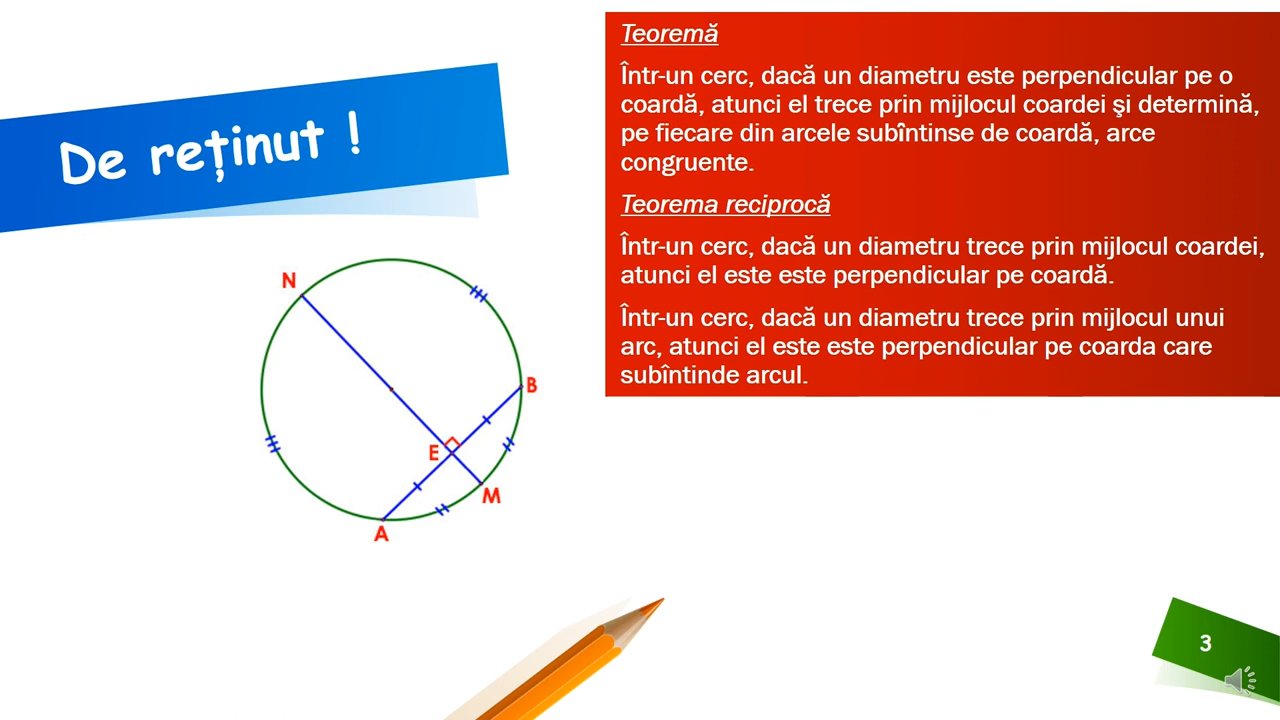 De reținut !
Teoremă
Într-un cerc, dacă un diametru este perpendicular pe o
coardă, atunci el trece prin mijlocul coardei şi determină,
pe fiecare din arcele subîntinse de coardă, arce
congruente.
Teorema reciprocă
Într-un cerc, dacă un diametru trece prin mijlocul coardei,
atunci el este este perpendicular pe coardă.
Într-un cerc, dacă un diametru trece prin mijlocul unui
arc, atunci el este este perpendicular pe coarda care
subîntinde arcul.
N
B
E
M
A
3